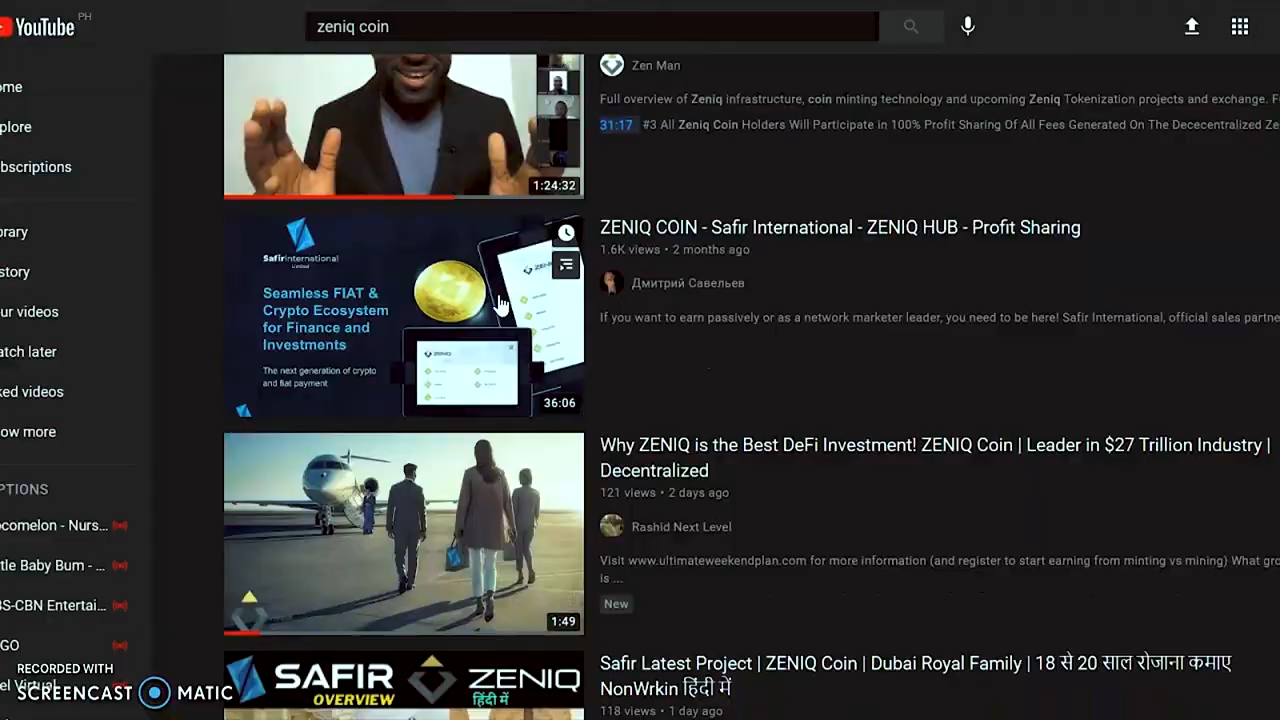 YouTube PH
zeniq coin
ome
plore
bscriptions
rary
story
ur videos
atch later
ked videos
ow more
PTIONS
ocomelon - Nurs...
tle Baby Bum - ...
BS-CBN Entertai...
GO
RECORDED WITH
SCREENCAST MATIC
1:24:32
Zen Man
Full overview of Zeniq infrastructure, coin minting technology and upcoming Zeniq Tokenization projects and exchange. F
31:17 #3 All Zeniq Coin Holders Will Participate in 100% Profit Sharing Of All Fees Generated On The Dececentralized Ze
SafirInternational
Limited
Seamless FIAT &
Crypto Ecosystem
for Finance and
Investments
The next generation of crypto
and fiat payment
ZENIQ
36:06
ZENIQ COIN - Safir International - ZENIQ HUB - Profit Sharing
1.6K views • 2 months ago
Дмитрий Савельев
If you want to earn passively or as a network marketer leader, you need to be here! Safir International, official sales partne
1:49
Why ZENIQ is the Best DeFi Investment! ZENIQ Coin | Leader in $27 Trillion Industry |
Decentralized
121 views • 2 days ago
Rashid Next Level
Visit www.ultimateweekendplan.com for more information (and register to start earning from minting vs mining) What gro
is ...
New
SAFIR
OVERVIEW
ZENIQ
हिंदी में
Safir Latest Project | ZENIQ Coin | Dubai Royal Family | 18 से 20 साल रोजाना कमाए
NonWrkin हिंदी में
118 views • 1 day ago